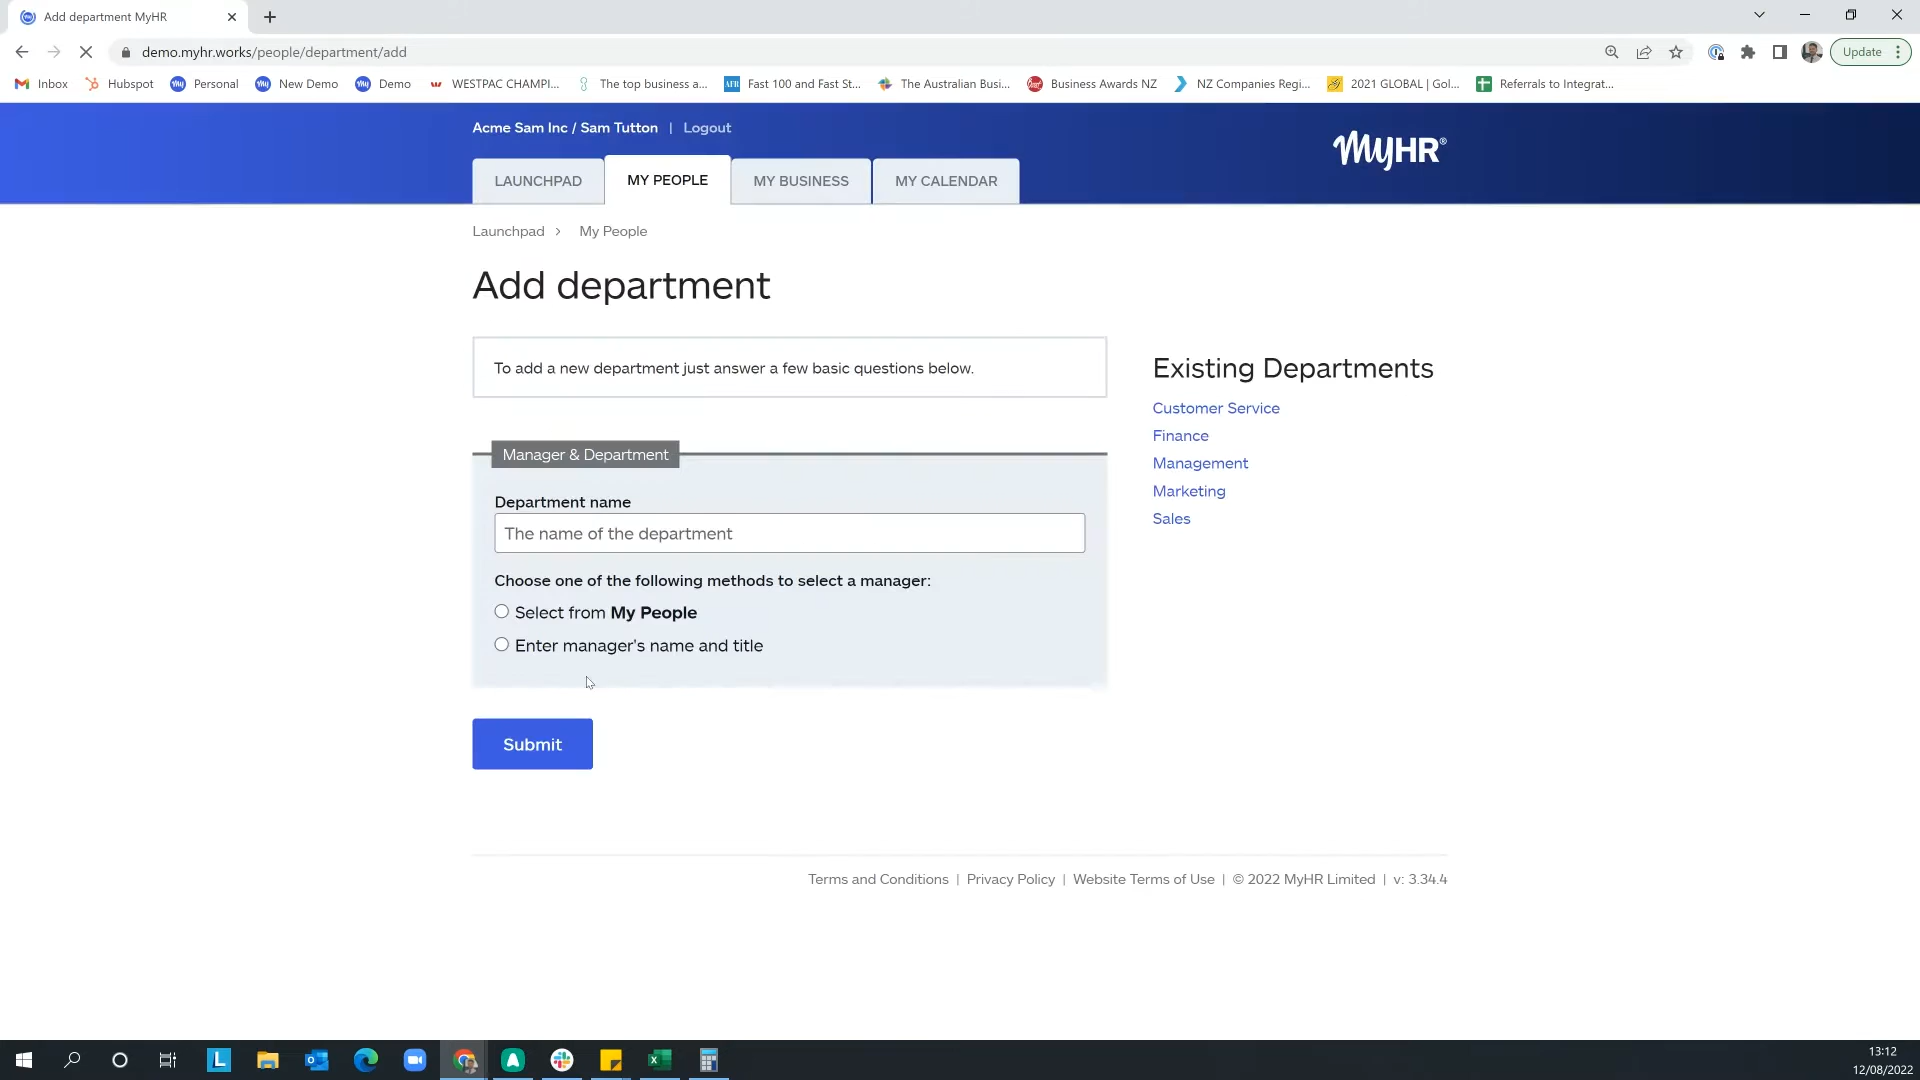 Add department MyHR
demo.myhr.works/people/department/add
Update
Inbox
Hubspot
Personal
New Demo
Demo
WESTPAC CHAMPI...
The top business a...
AFR
Fast 100 and Fast St...
The Australian Busi...
Business Awards NZ
NZ Companies Regi...
2021 GLOBAL | Gol...
Referrals to Integrat...
Acme Sam Inc / Sam Tutton | Logout
MyHR®
LAUNCHPAD
MY PEOPLE
MY BUSINESS
MY CALENDAR
Launchpad > My People
Add department
To add a new department just answer a few basic questions below.
Manager & Department
Department name
The name of the department
Choose one of the following methods to select a manager:
Select from My People
Enter manager's name and title
Submit
Existing Departments
Customer Service
Finance
Management
Marketing
Sales
Terms and Conditions | Privacy Policy | Website Terms of Use | © 2022 MyHR Limited | v: 3.34.4
13:12
12/08/2022